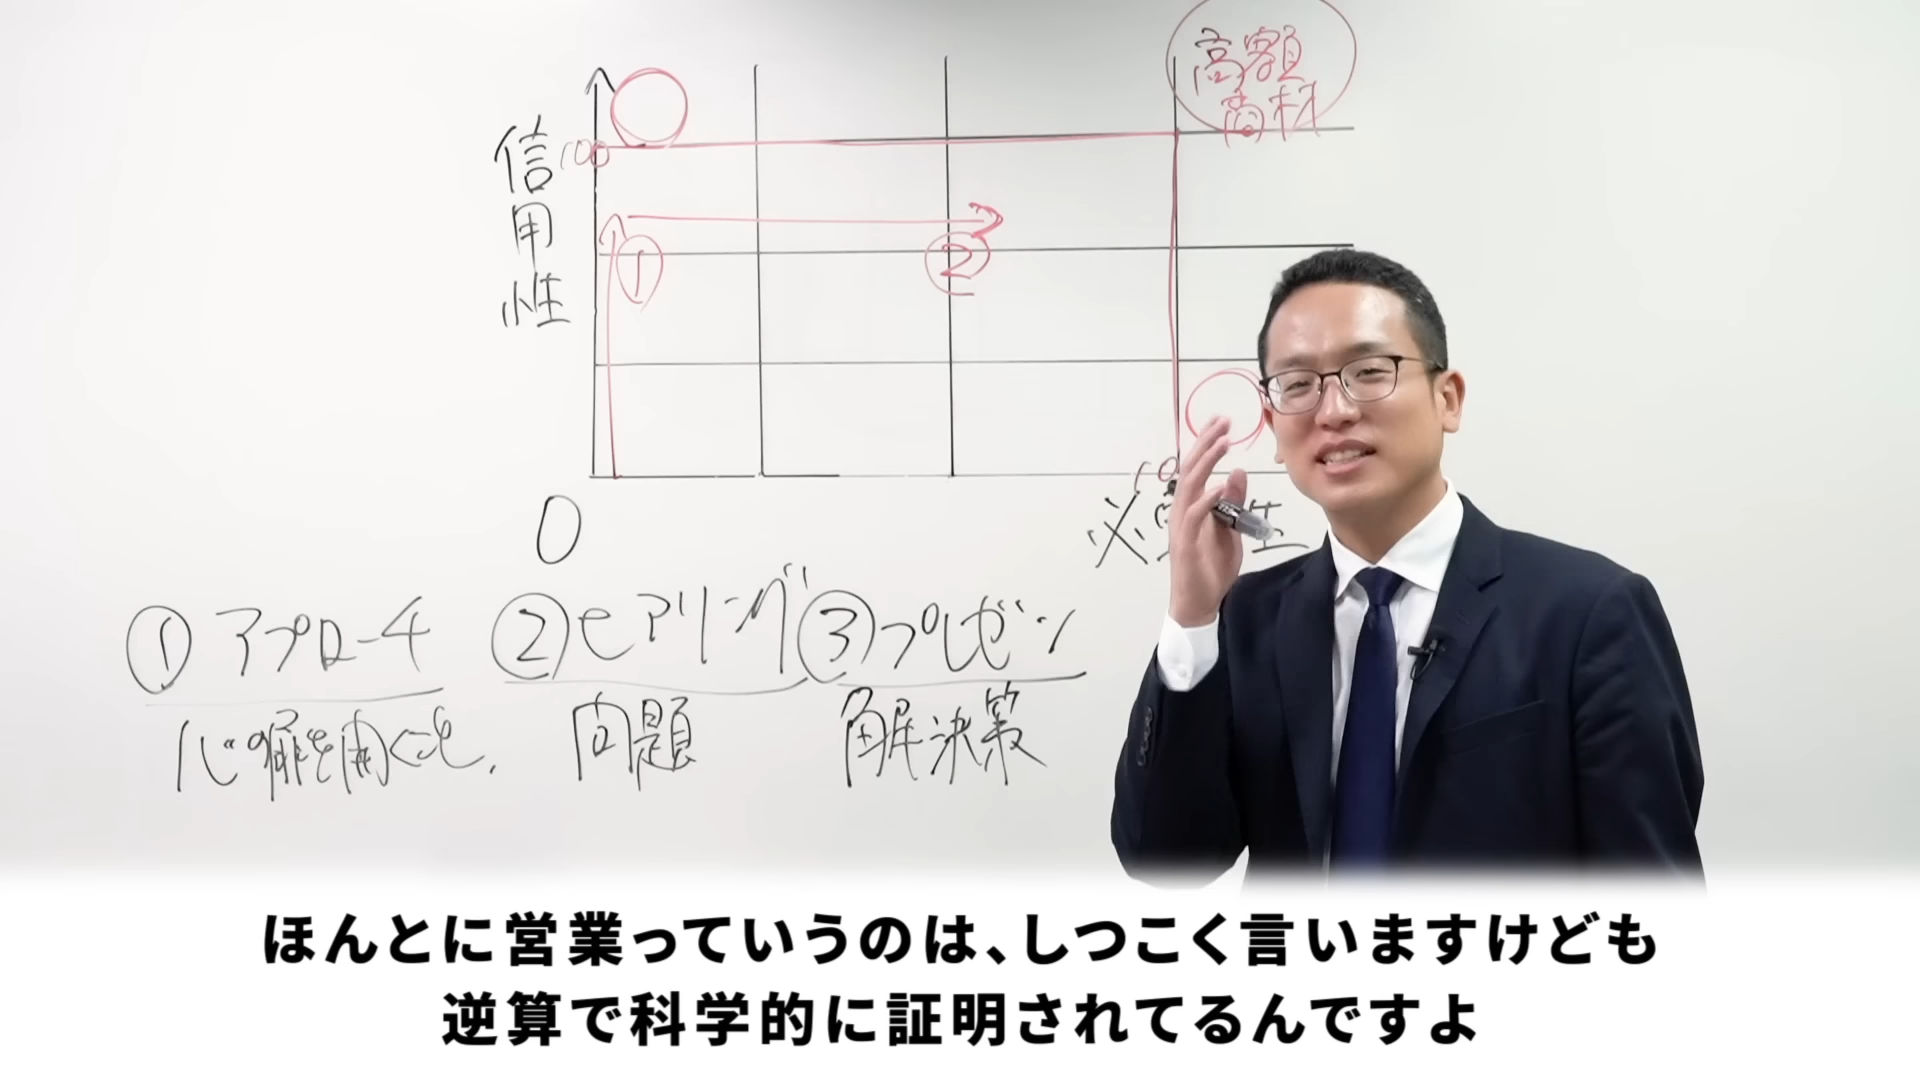 高額
商材
信用性
100
①
②
0
①アプローチ ②ヒアリング ③プレゼン
心の扉を開くこと. 問題 解決策
ほんとに営業っていうのは、しつこく言いますけども
逆算で科学的に証明されてるんですよ